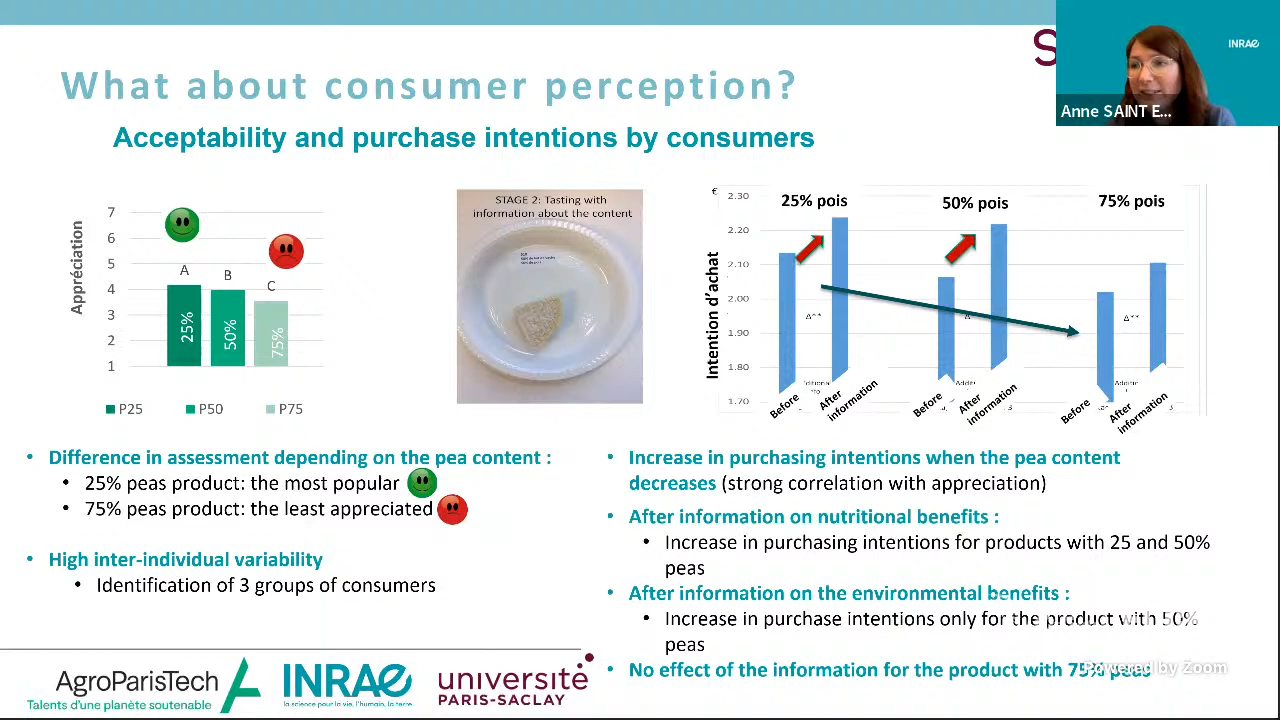 What about consumer perception?
Acceptability and purchase intentions by consumers
S
INRAE
Anne SAINT E...
Appréciation
7
6
5
4
3
2
1
A
B
C
25%
50%
75%
P25
P50
P75
STAGE 2: Tasting with
information about the content
€
2.30
2.20
2.10
2.00
1.90
1.80
1.70
Intention d'achat
25% pois
50% pois
75% pois
Δ**
Δ
Δ**
Before
After
information
Before
After
information
Before
After
information
• Difference in assessment depending on the pea content :
• 25% peas product: the most popular
• 75% peas product: the least appreciated
• High inter-individual variability
• Identification of 3 groups of consumers
• Increase in purchasing intentions when the pea content
decreases (strong correlation with appreciation)
• After information on nutritional benefits :
• Increase in purchasing intentions for products with 25 and 50%
peas
• After information on the environmental benefits :
• Increase in purchase intentions only for the product with 50%
peas
• No effect of the information for the product with 75% peas
Powered by Zoom
AgroParisTech
Talents d'une planète soutenable
INRAE
la science pour la vie, l'humain, la terre
université
PARIS-SACLAY